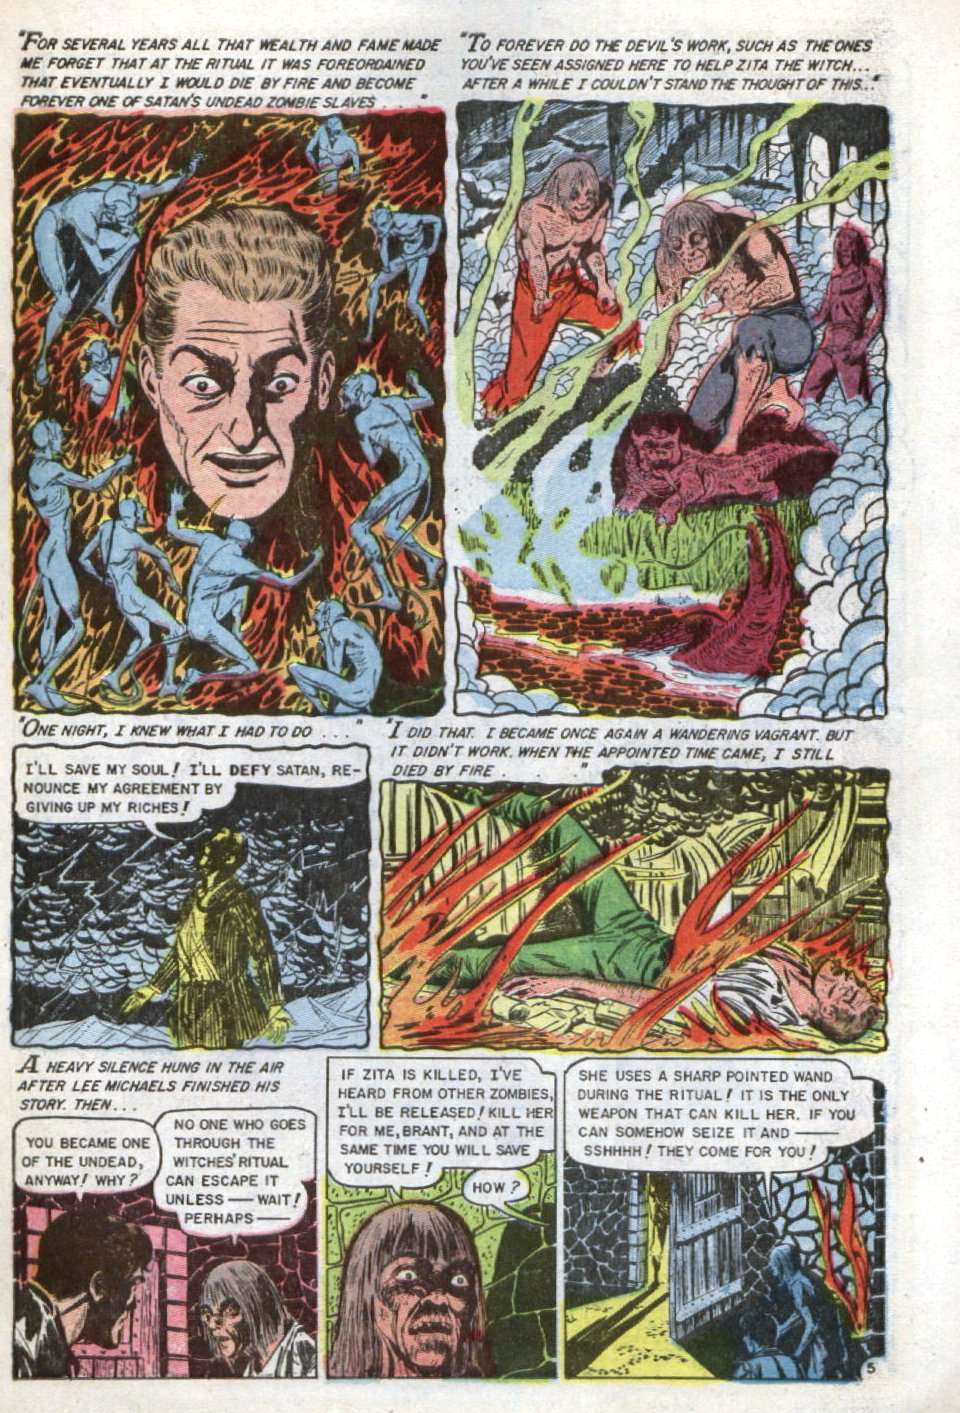 "FOR SEVERAL YEARS ALL THAT WEALTH AND FAME MADE
ME FORGET THAT AT THE RITUAL IT WAS FOREORDAINED
THAT EVENTUALLY I WOULD DIE BY FIRE AND BECOME
FOREVER ONE OF SATAN'S UNDEAD ZOMBIE SLAVES . . ."
"TO FOREVER DO THE DEVIL'S WORK, SUCH AS THE ONES
YOU'VE SEEN ASSIGNED HERE TO HELP ZITA THE WITCH...
AFTER A WHILE I COULDN'T STAND THE THOUGHT OF THIS..."
"ONE NIGHT, I KNEW WHAT I HAD TO DO . . . "
I'LL SAVE MY SOUL! I'LL DEFY SATAN, RE-
NOUNCE MY AGREEMENT BY
GIVING UP MY RICHES!
"I DID THAT. I BECAME ONCE AGAIN A WANDERING VAGRANT. BUT
IT DIDN'T WORK. WHEN THE APPOINTED TIME CAME, I STILL
DIED BY FIRE . . . . "
A HEAVY SILENCE HUNG IN THE AIR
AFTER LEE MICHAELS FINISHED HIS
STORY. THEN...
YOU BECAME ONE
OF THE UNDEAD,
ANYWAY! WHY?
NO ONE WHO GOES
THROUGH THE
WITCHES' RITUAL
CAN ESCAPE IT
UNLESS — WAIT!
PERHAPS —
IF ZITA IS KILLED, I'VE
HEARD FROM OTHER ZOMBIES,
I'LL BE RELEASED! KILL HER
FOR ME, BRANT, AND AT THE
SAME TIME YOU WILL SAVE
YOURSELF!
HOW?
SHE USES A SHARP POINTED WAND
DURING THE RITUAL! IT IS THE ONLY
WEAPON THAT CAN KILL HER. IF YOU
CAN SOMEHOW SEIZE IT AND —
SSHHHH! THEY COME FOR YOU!
5